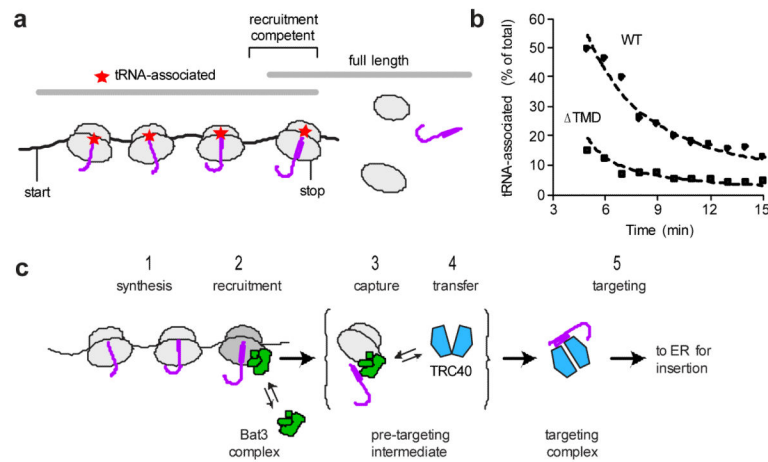 a
recruitment
competent
tRNA-associated
full length
start
stop
b
tRNA-associated (% of total)
60
50
40
30
20
10
0
WT
ΔTMD
3 6 9 12 15
Time (min)
c
1 2 3 4 5
synthesis recruitment capture transfer targeting
TRC40
to ER for
insertion
Bat3
complex
pre-targeting
intermediate
targeting
complex